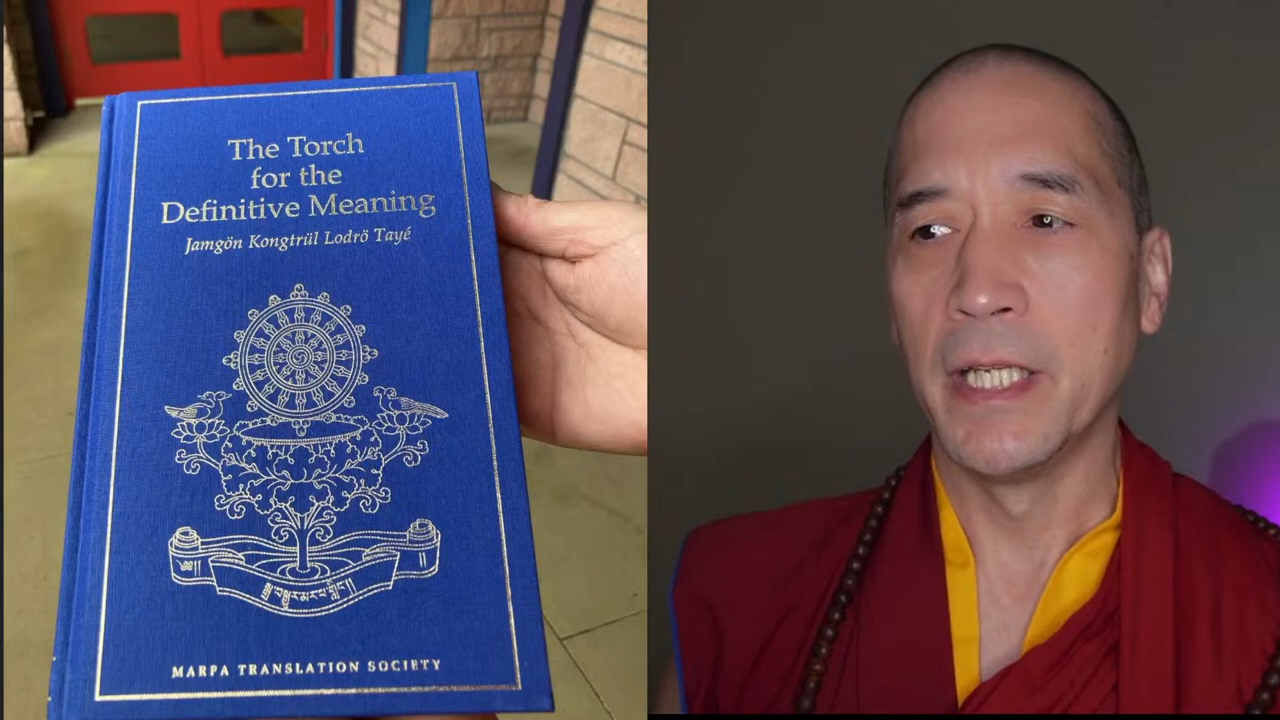 The Torch
for the
Definitive Meaning
Jamgön Kongtrül Lodrö Tayé
MARPA TRANSLATION SOCIETY